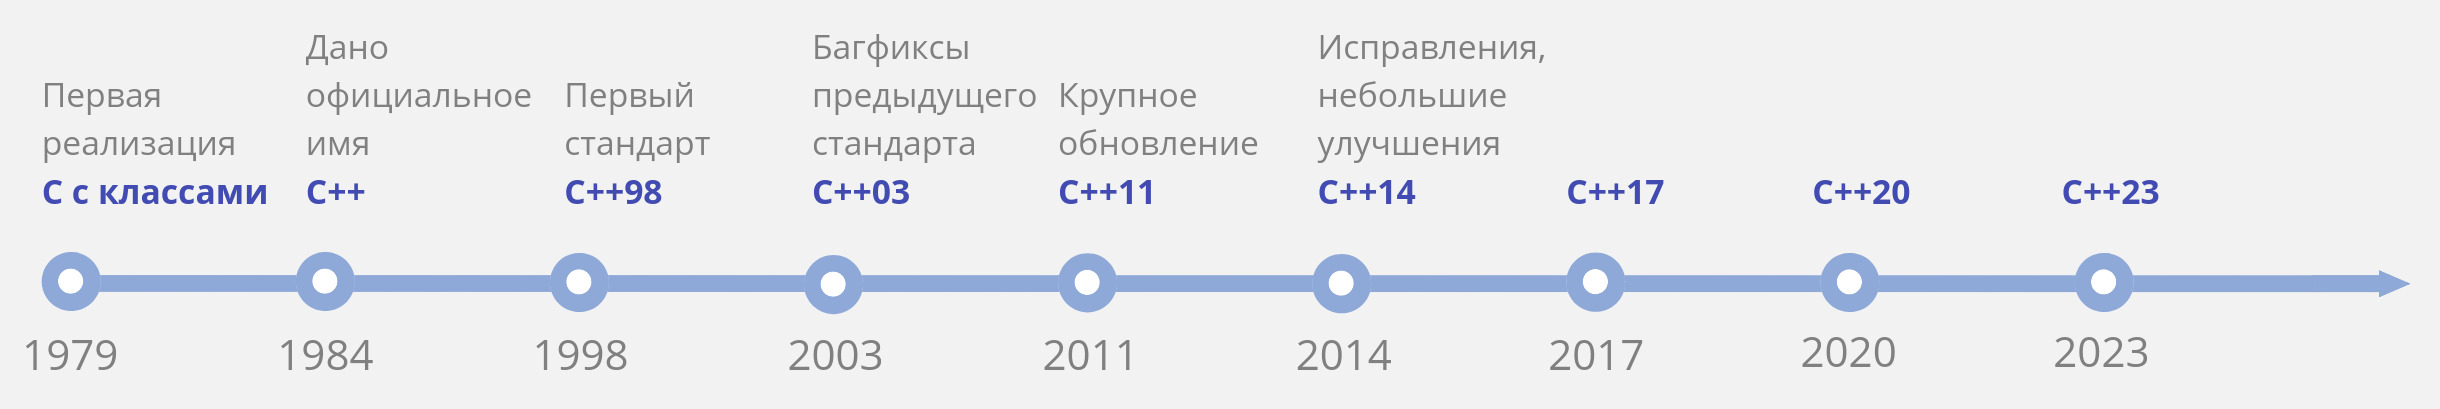 Первая
реализация
С с классами
Дано
официальное
имя
C++
Первый
стандарт
C++98
Багфиксы
предыдущего
стандарта
C++03
Крупное
обновление
C++11
Исправления,
небольшие
улучшения
C++14
C++17
C++20
C++23
1979
1984
1998
2003
2011
2014
2017
2020
2023